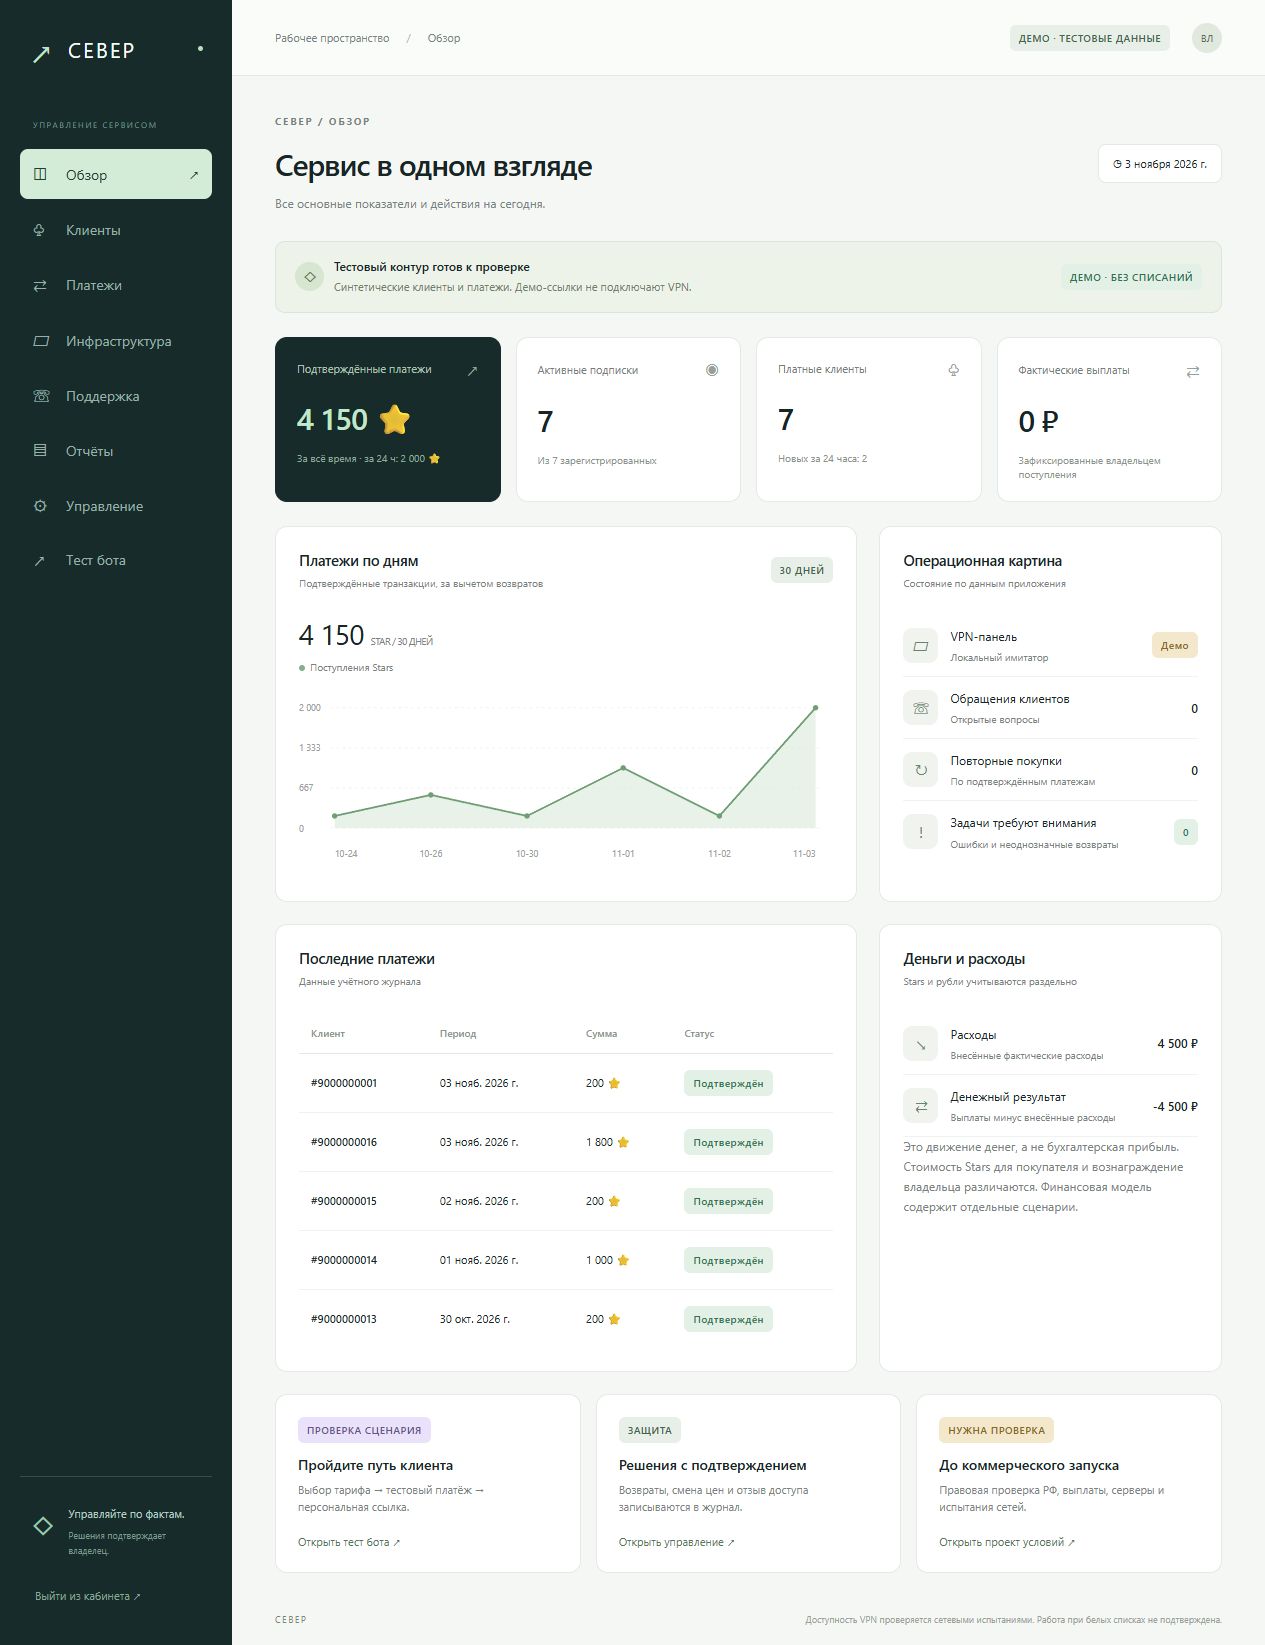 СЕВЕР
УПРАВЛЕНИЕ СЕРВИСОМ
Обзор
Клиенты
Платежи
Инфраструктура
Поддержка
Отчёты
Управление
Тест бота
Управляйте по фактам.
Решения подтверждает
владелец.
Выйти из кабинета ↗
Рабочее пространство / Обзор
ДЕМО · ТЕСТОВЫЕ ДАННЫЕ
ВЛ
СЕВЕР / ОБЗОР
Сервис в одном взгляде
3 ноября 2026 г.
Все основные показатели и действия на сегодня.
Тестовый контур готов к проверке
Синтетические клиенты и платежи. Демо-ссылки не подключают VPN.
ДЕМО · БЕЗ СПИСАНИЙ
Подтверждённые платежи
4 150 ⭐
За всё время · за 24 ч: 2 000 ⭐
Активные подписки
7
Из 7 зарегистрированных
Платные клиенты
7
Новых за 24 часа: 2
Фактические выплаты
0 ₽
Зафиксированные владельцем
поступления
Платежи по дням
Подтверждённые транзакции, за вычетом возвратов
30 ДНЕЙ
4 150 STAR / 30 ДНЕЙ
Поступления Stars
2 000
1 333
667
0
10-24 10-26 10-30 11-01 11-02 11-03
Операционная картина
Состояние по данным приложения
VPN-панель
Локальный имитатор
Демо
Обращения клиентов
Открытые вопросы
0
Повторные покупки
По подтверждённым платежам
0
!
Задачи требуют внимания
Ошибки и неоднозначные возвраты
0
Последние платежи
Данные учётного журнала
Клиент Период Сумма Статус
#9000000001 03 нояб. 2026 г. 200 ⭐ Подтверждён
#9000000016 03 нояб. 2026 г. 1 800 ⭐ Подтверждён
#9000000015 02 нояб. 2026 г. 200 ⭐ Подтверждён
#9000000014 01 нояб. 2026 г. 1 000 ⭐ Подтверждён
#9000000013 30 окт. 2026 г. 200 ⭐ Подтверждён
Деньги и расходы
Stars и рубли учитываются раздельно
Расходы
Внесённые фактические расходы
4 500 ₽
Денежный результат
Выплаты минус внесённые расходы
-4 500 ₽
Это движение денег, а не бухгалтерская прибыль.
Стоимость Stars для покупателя и вознаграждение
владельца различаются. Финансовая модель
содержит отдельные сценарии.
ПРОВЕРКА СЦЕНАРИЯ
Пройдите путь клиента
Выбор тарифа → тестовый платёж →
персональная ссылка.
Открыть тест бота ↗
ЗАЩИТА
Решения с подтверждением
Возвраты, смена цен и отзыв доступа
записываются в журнал.
Открыть управление ↗
НУЖНА ПРОВЕРКА
До коммерческого запуска
Правовая проверка РФ, выплаты, серверы и
испытания сетей.
Открыть проект условий ↗
СЕВЕР
Доступность VPN проверяется сетевыми испытаниями. Работа при белых списках не подтверждена.